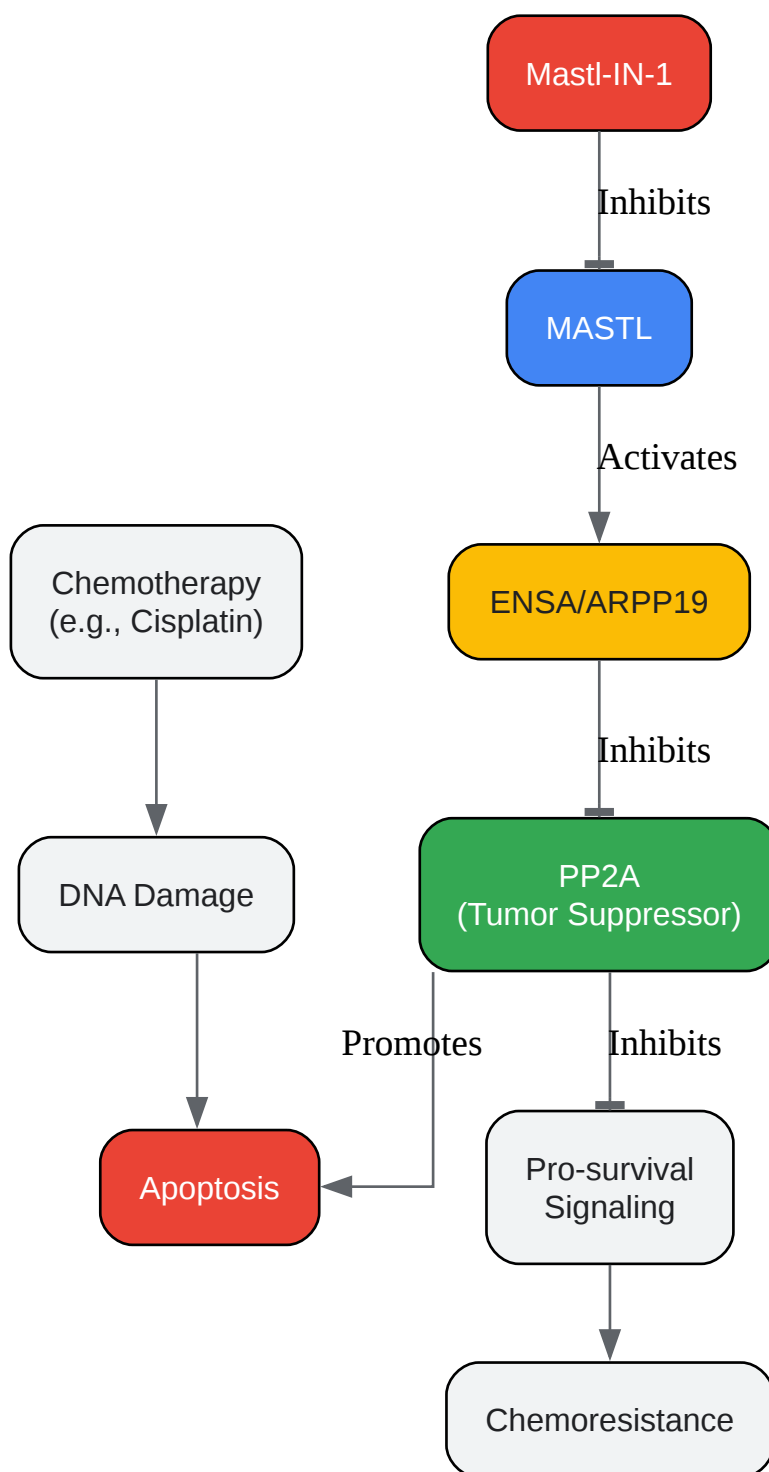 Mastl-IN-1
Inhibits
MASTL
Activates
Chemotherapy
(e.g., Cisplatin)
ENSA/ARPP19
Inhibits
DNA Damage
PP2A
(Tumor Suppressor)
Promotes
Inhibits
Apoptosis
Pro-survival
Signaling
Chemoresistance